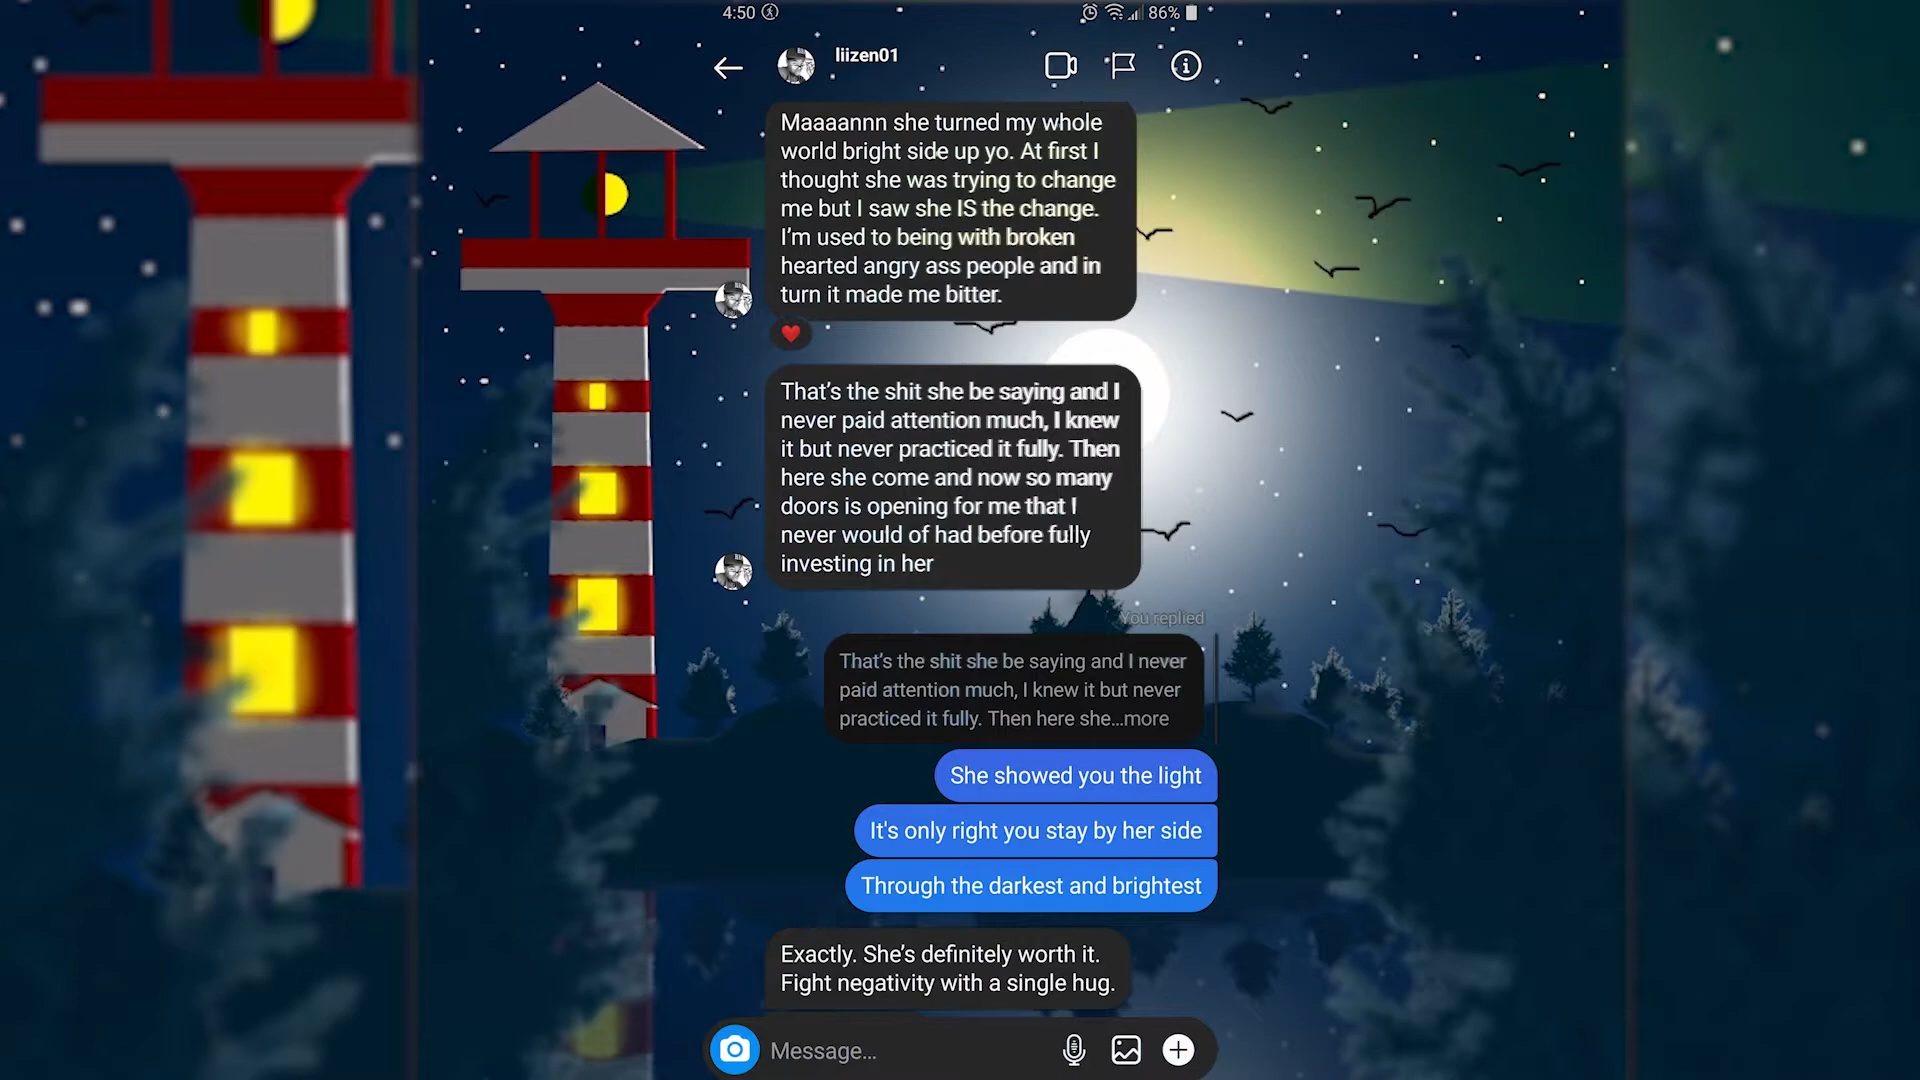 4:50
86%
liizen01
Maaaannn she turned my whole
world bright side up yo. At first I
thought she was trying to change
me but I saw she IS the change.
I’m used to being with broken
hearted angry ass people and in
turn it made me bitter.
That’s the shit she be saying and I
never paid attention much, I knew
it but never practiced it fully. Then
here she come and now so many
doors is opening for me that I
never would of had before fully
investing in her
You replied
That’s the shit she be saying and I never
paid attention much, I knew it but never
practiced it fully. Then here she...more
She showed you the light
It's only right you stay by her side
Through the darkest and brightest
Exactly. She’s definitely worth it.
Fight negativity with a single hug.
Message...